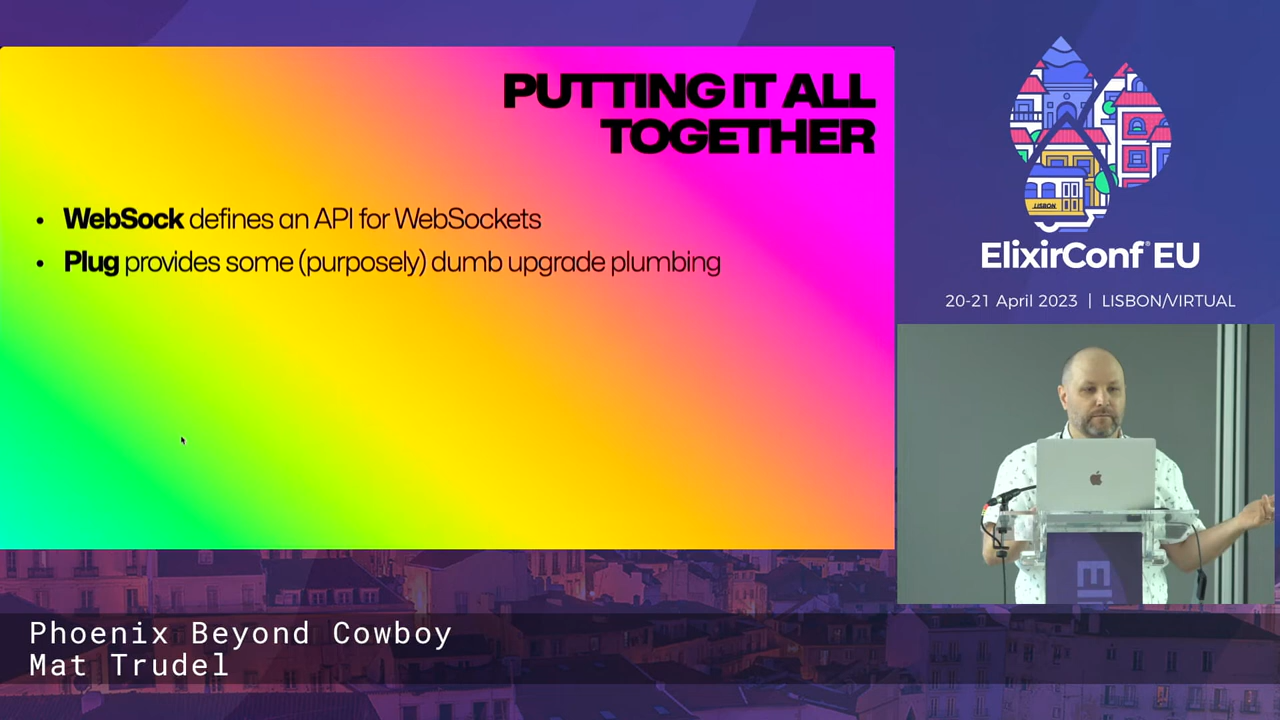 PUTTING IT ALL
TOGETHER
• WebSock defines an API for WebSockets
• Plug provides some (purposely) dumb upgrade plumbing
LISBON
ElixirConf EU
20-21 April 2023 | LISBON/VIRTUAL
Phoenix Beyond Cowboy
Mat Trudel